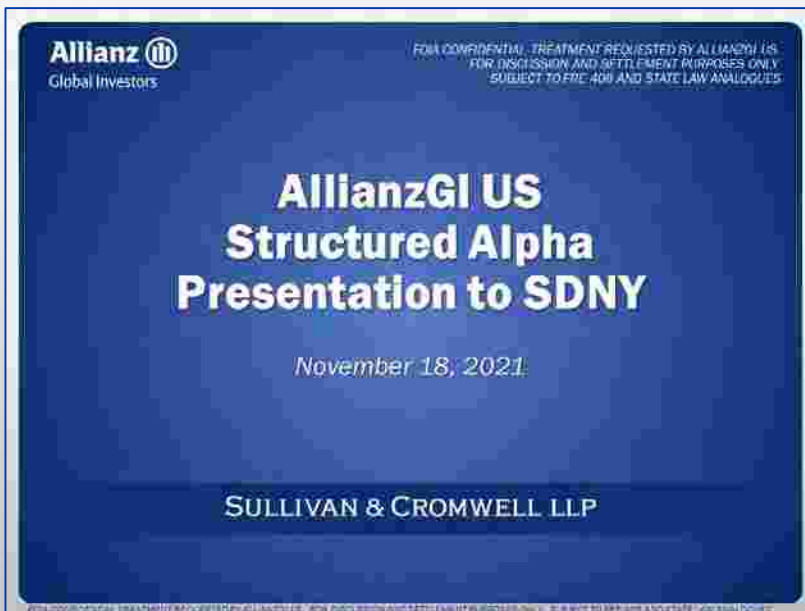 Allianz
Global Investors
FOIA CONFIDENTIAL TREATMENT REQUESTED BY ALLIANZGI US.
FOR DISCUSSION AND SETTLEMENT PURPOSES ONLY
SUBJECT TO FRE 408 AND STATE LAW ANALOGUES
AllianzGI US
Structured Alpha
Presentation to SDNY
November 18, 2021
SULLIVAN & CROMWELL LLP